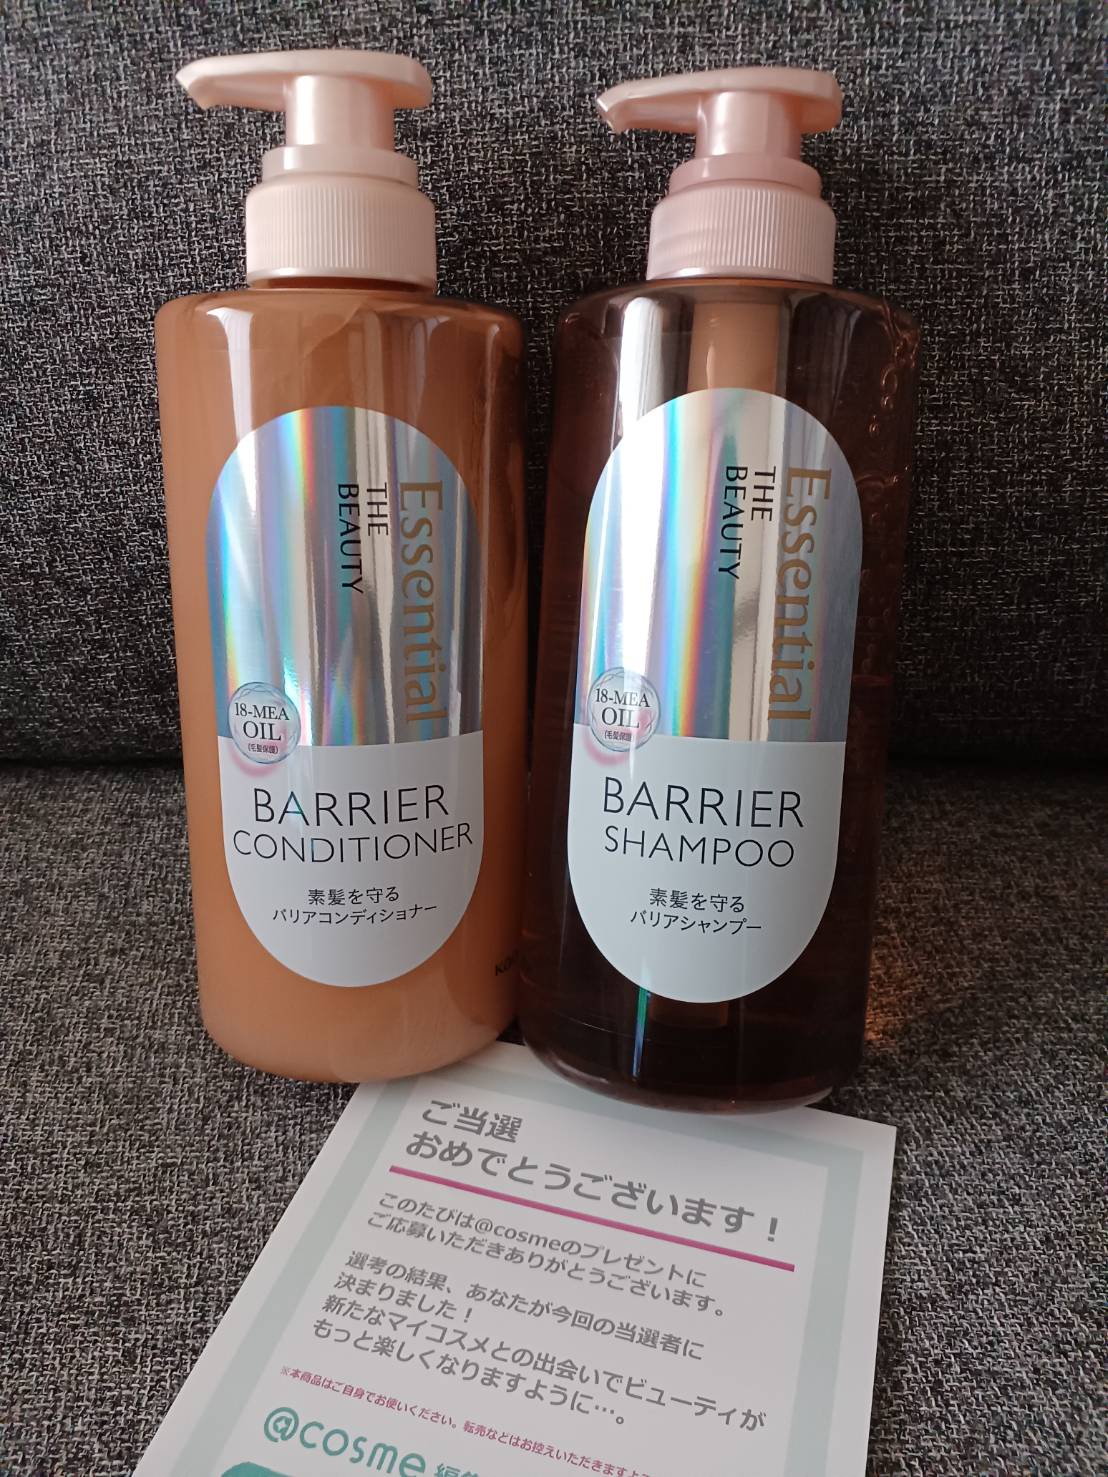 Essential
THE
BEAUTY
18-MEA
OIL
(毛髪保護)
BARRIER
CONDITIONER
素髪を守る
バリアコンディショナー
Essential
THE
BEAUTY
18-MEA
OIL
(毛髪保護)
BARRIER
SHAMPOO
素髪を守る
バリアシャンプー
ご当選
おめでとうございます！
このたびは@cosmeのプレゼントに
ご応募いただきありがとうございます。
選考の結果、あなたが今回の当選者に
決まりました！
新たなマイコスメとの出会いでビューティが
もっと楽しくなりますように…。
※本商品はご自身でお使いください。転売などはお控えいただきますよう
@cosme